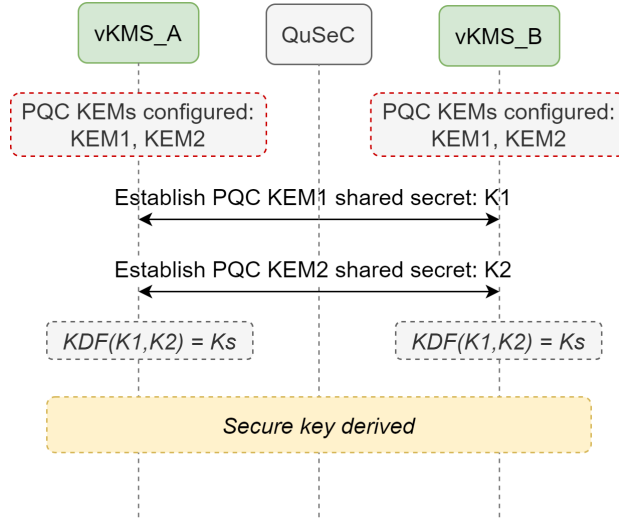 vKMS_A
QuSeC
vKMS_B
PQC KEMs configured:
KEM1, KEM2
PQC KEMs configured:
KEM1, KEM2
Establish PQC KEM1 shared secret: K1
Establish PQC KEM2 shared secret: K2
KDF(K1,K2) = Ks
KDF(K1,K2) = Ks
Secure key derived